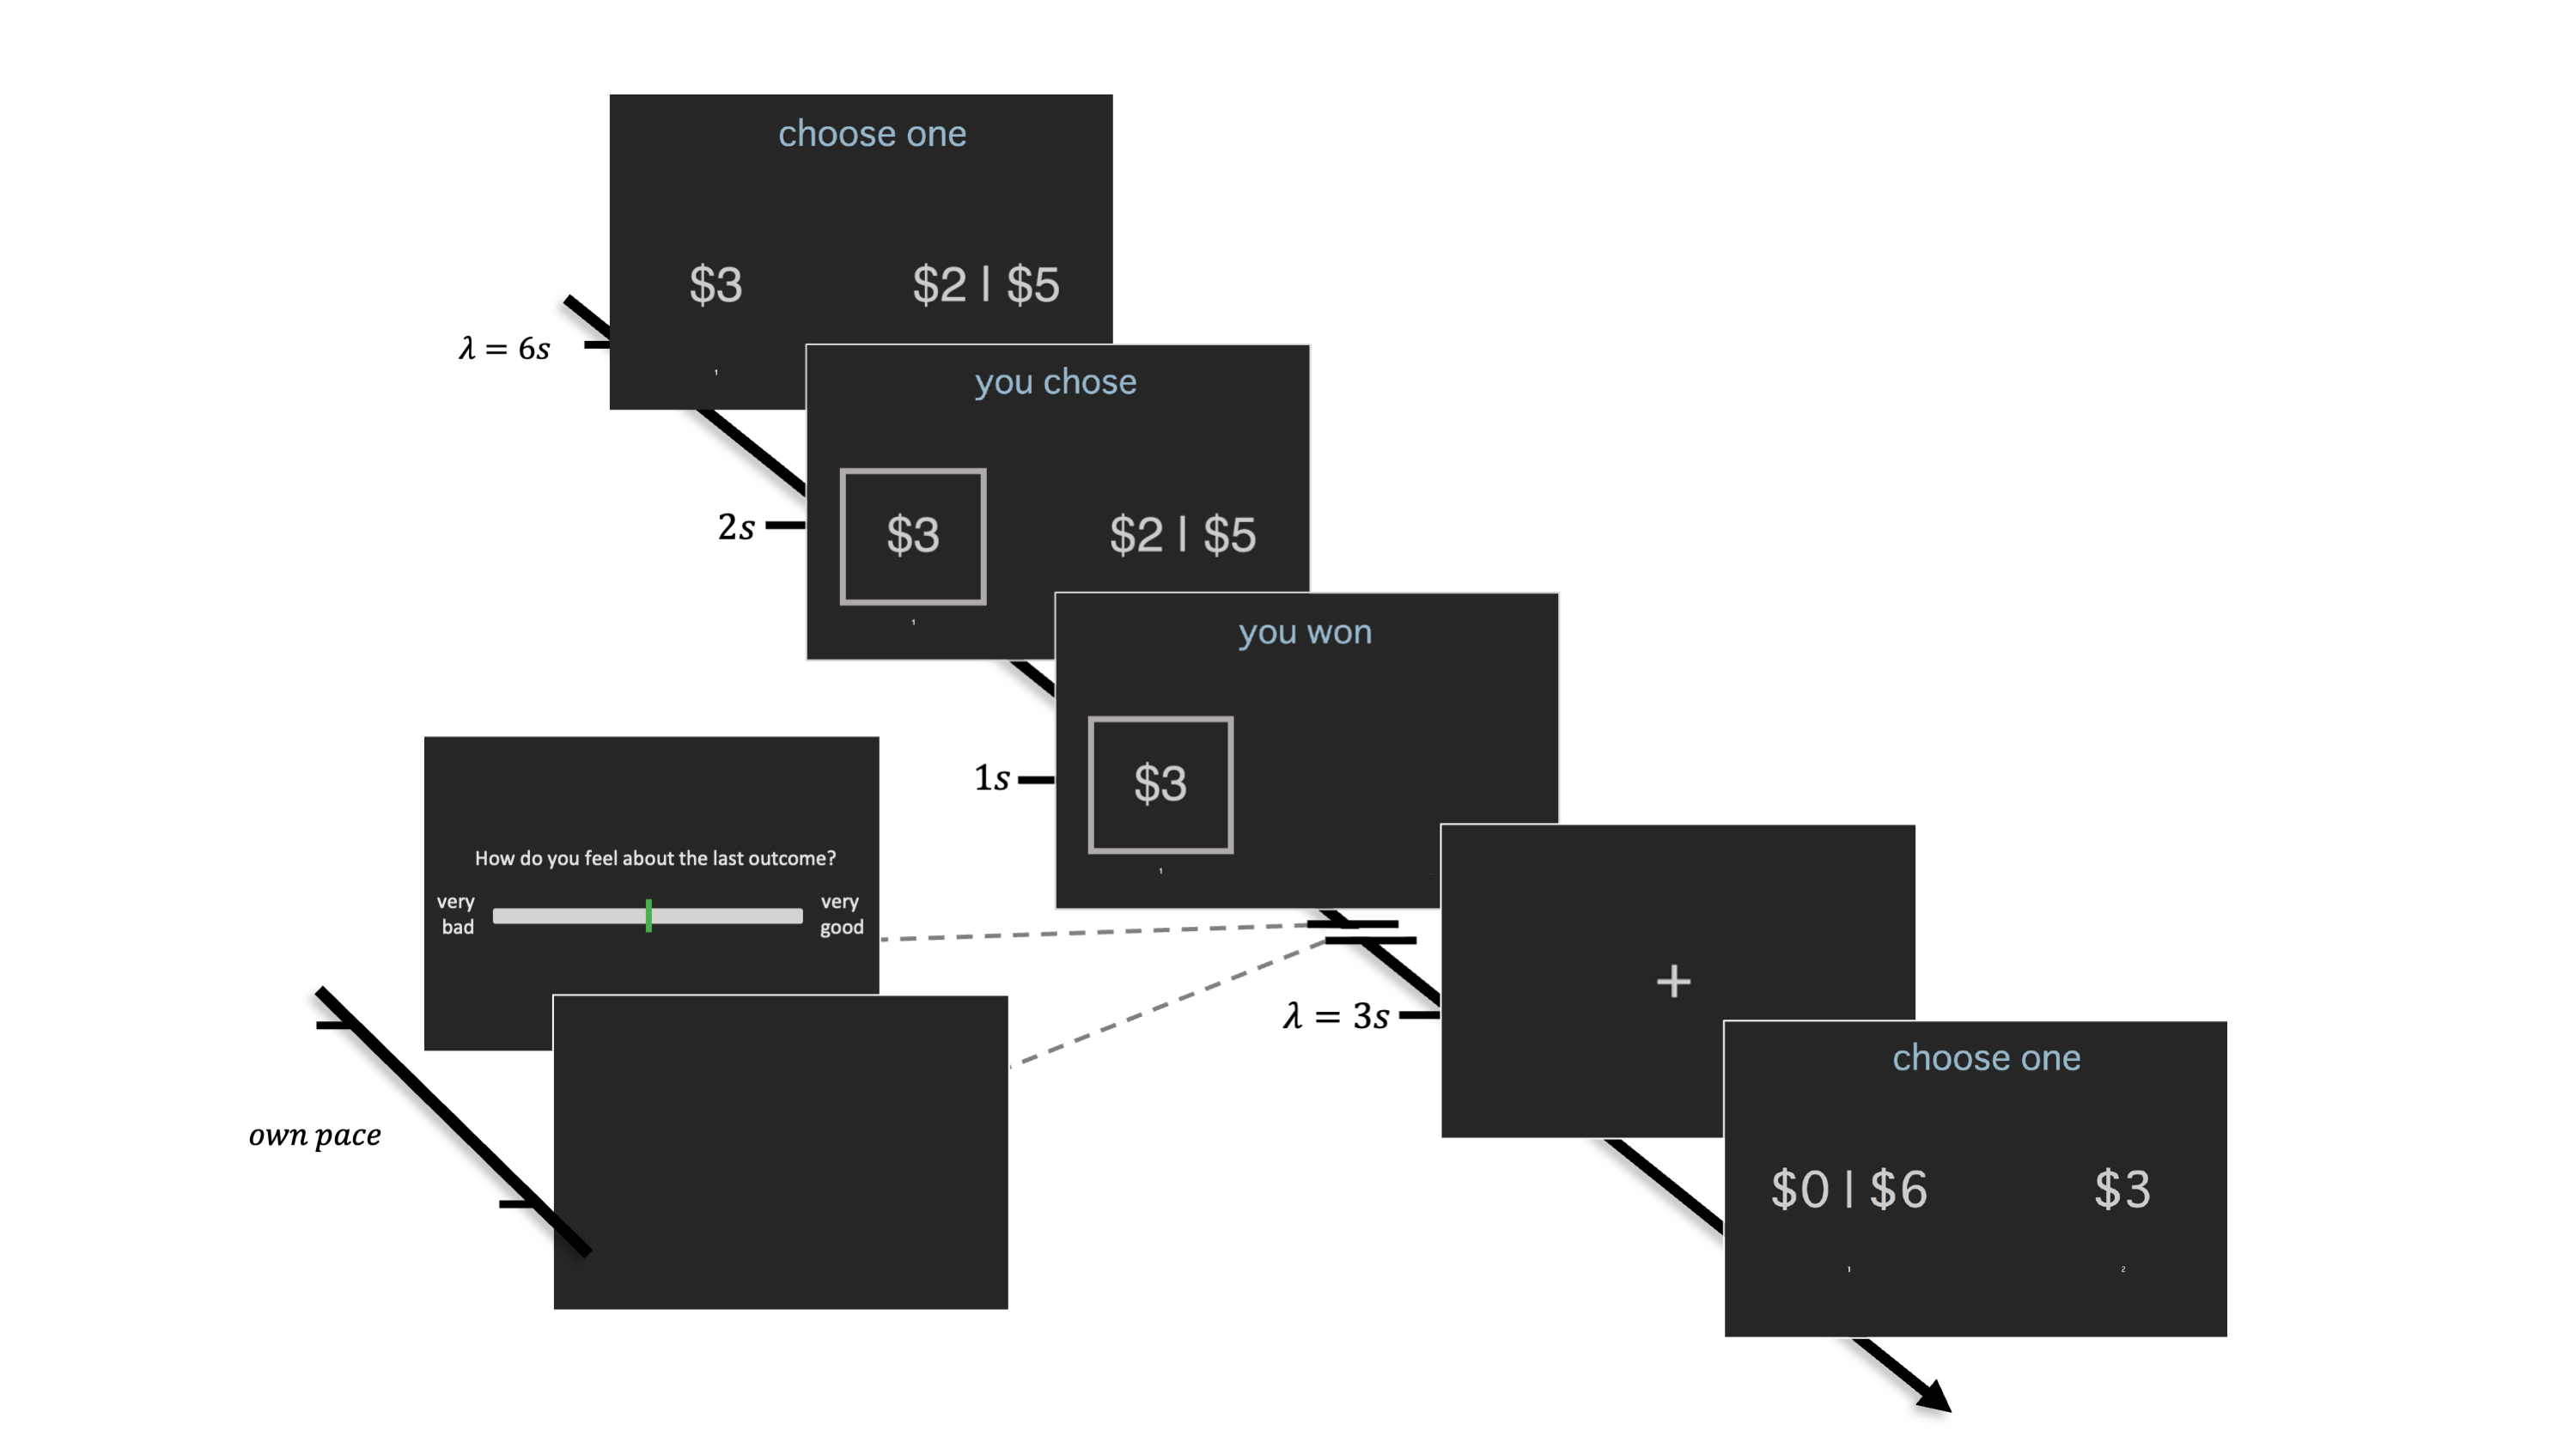 choose one
$3 $2 | $5
λ = 6s
1
you chose
2s $3 $2 | $5
1
you won
1s $3
1
How do you feel about the last outcome?
very bad
very good
λ = 3s
+
own pace
choose one
$0 | $6 $3
1 2